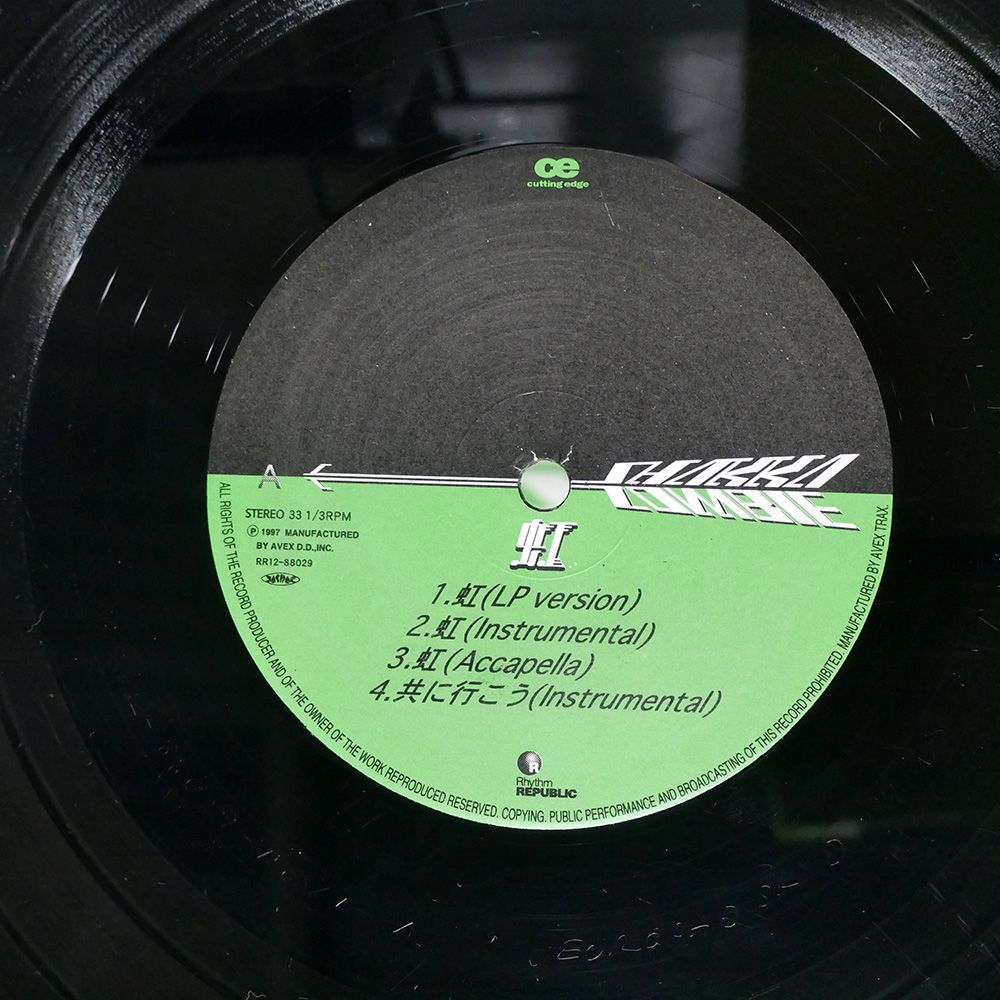 ce
cutting edge
A
CHAKKA
STEREO 33 1/3RPM
Ⓟ 1997 MANUFACTURED
BY AVEX D.D.,INC.
RR12-88029
虹
1.虹(LP version)
2.虹(Instrumental)
3.虹(Accapella)
4.共に行こう(Instrumental)
R
Rhythm
REPUBLIC
ALL RIGHTS OF THE RECORD PRODUCER AND OF THE OWNER OF THE WORK REPRODUCED RESERVED. COPYING. PUBLIC PERFORMANCE AND BROADCASTING OF THIS RECORD PROHIBITED. MANUFACTURED BY AVEX TRAX.